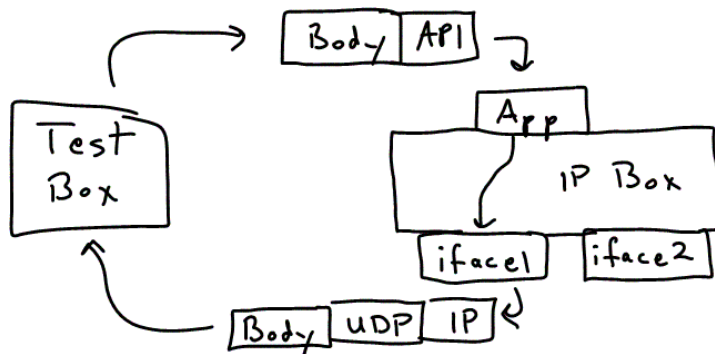 Body API
Test
Box
App
IP Box
iface1 iface2
Body UDP IP